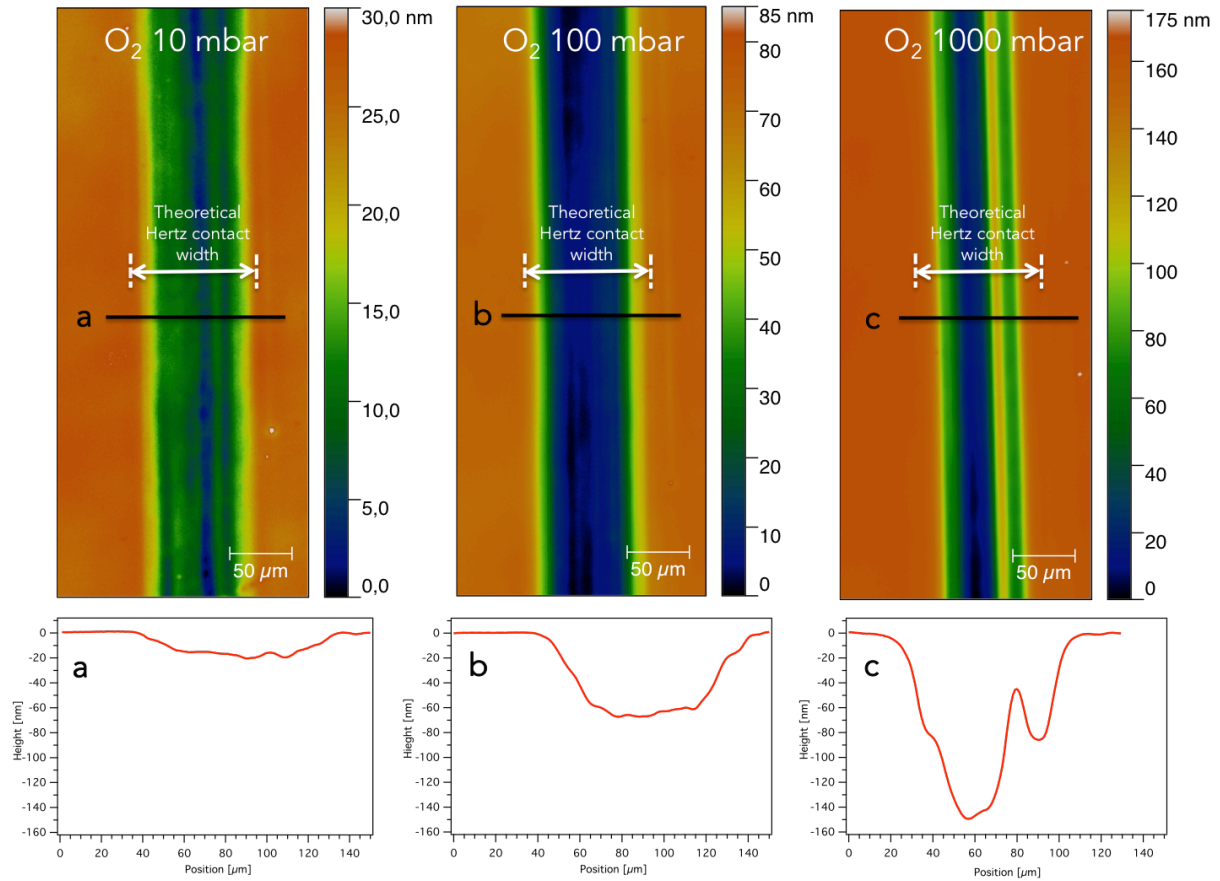 O₂ 10 mbar
30,0 nm
25,0
20,0
15,0
10,0
5,0
0,0
Theoretical
Hertz contact
width
a
50 µm
O₂ 100 mbar
85 nm
80
70
60
50
40
30
20
10
0
Theoretical
Hertz contact
width
b
50 µm
O₂ 1000 mbar
175 nm
160
140
120
100
80
60
40
20
0
Theoretical
Hertz contact
width
c
50 µm
a
Height [nm]
0
-20
-40
-60
-80
-100
-120
-140
-160
0 20 40 60 80 100 120 140
Position [µm]
b
Hieght [nm]
0
-20
-40
-60
-80
-100
-120
-140
-160
0 20 40 60 80 100 120 140
Position [µm]
c
Height [nm]
0
-20
-40
-60
-80
-100
-120
-140
-160
0 20 40 60 80 100 120 140
Position [µm]